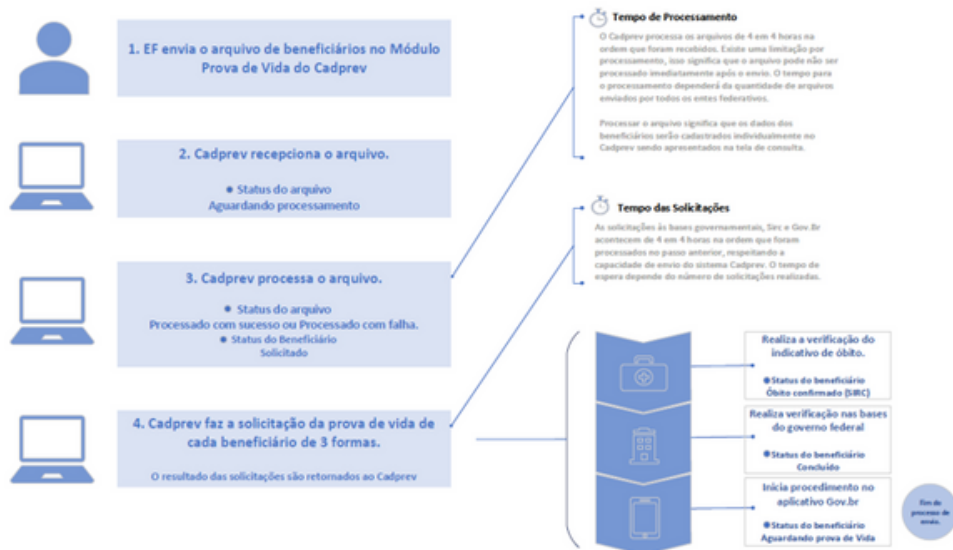 1. EF envia o arquivo de beneficiários no Módulo
Prova de Vida do Cadprev
2. Cadprev recepciona o arquivo.
Status do arquivo
Aguardando processamento
3. Cadprev processa o arquivo.
Status do arquivo
Processado com sucesso ou Processado com falha.
Status do Beneficiário
Solicitado
4. Cadprev faz a solicitação da prova de vida de
cada beneficiário de 3 formas.
O resultado das solicitações são retornados ao Cadprev
Tempo de Processamento
O Cadprev processa os arquivos de 4 em 4 horas na
ordem que foram recebidos. Existe uma limitação por
processamento, isso significa que o arquivo pode não ser
processado imediatamente após o envio. O tempo para
o processamento dependerá da quantidade de arquivos
enviados por todos os entes federativos.
Processar o arquivo significa que os dados dos
beneficiários serão cadastrados individualmente no
Cadprev sendo apresentados na tela de consulta.
Tempo das Solicitações
As solicitações às bases governamentais, Sirc e Gov.Br
acontecem de 4 em 4 horas na ordem que foram
processados no passo anterior, respeitando a
capacidade de envio do sistema Cadprev. O tempo de
espera depende do número de solicitações realizadas.
Realiza a verificação do
indicativo de óbito.
Status do beneficiário
Óbito confirmado (SIRC)
Realiza verificação nas bases
do governo federal
Status do beneficiário
Concluído
Inicia procedimento no
aplicativo Gov.br
Status do beneficiário
Aguardando prova de Vida
Fim do
processo de
envio.